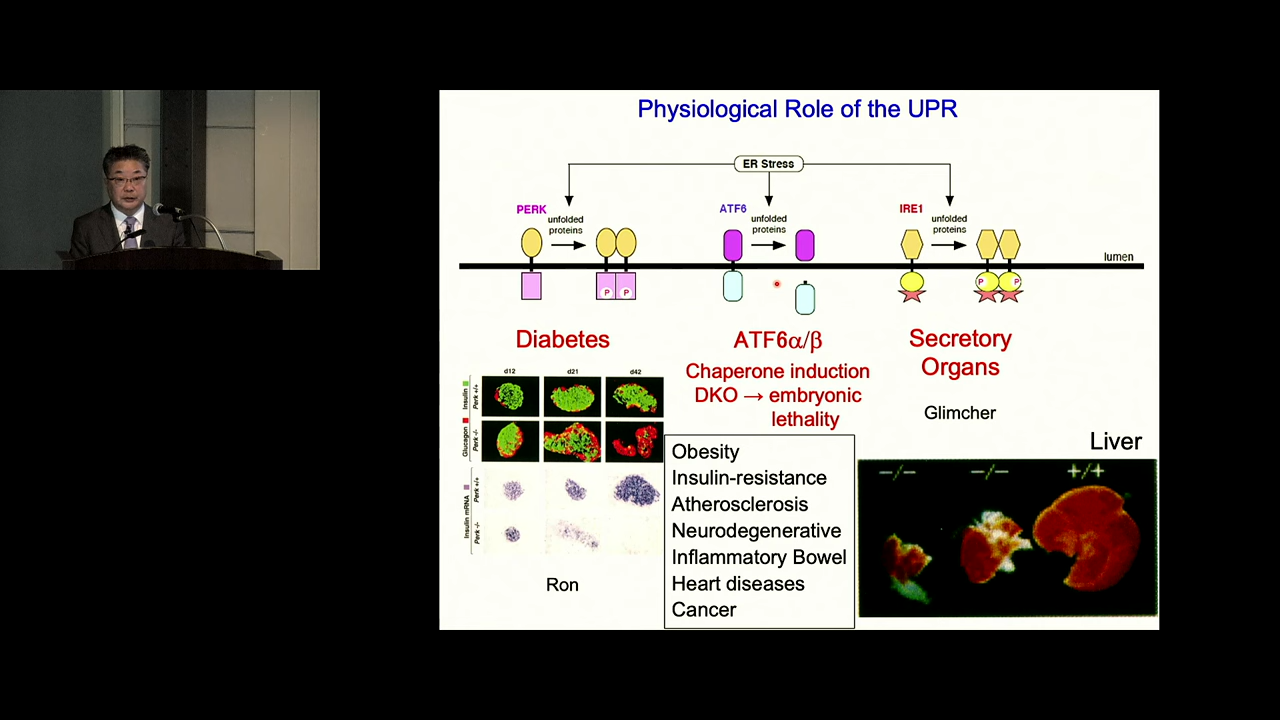 Physiological Role of the UPR
ER Stress
PERK
unfolded
proteins
P
P
ATF6
unfolded
proteins
IRE1
unfolded
proteins
P
P
lumen
Diabetes
ATF6α/β
Chaperone induction
DKO → embryonic
lethality
Secretory
Organs
Glimcher
d12
d21
d42
Insulin
Glucagon
Perk +/+
Perk -/-
Insulin mRNA
Perk +/+
Perk -/-
Ron
Obesity
Insulin-resistance
Atherosclerosis
Neurodegenerative
Inflammatory Bowel
Heart diseases
Cancer
Liver
−/− −/− +/+